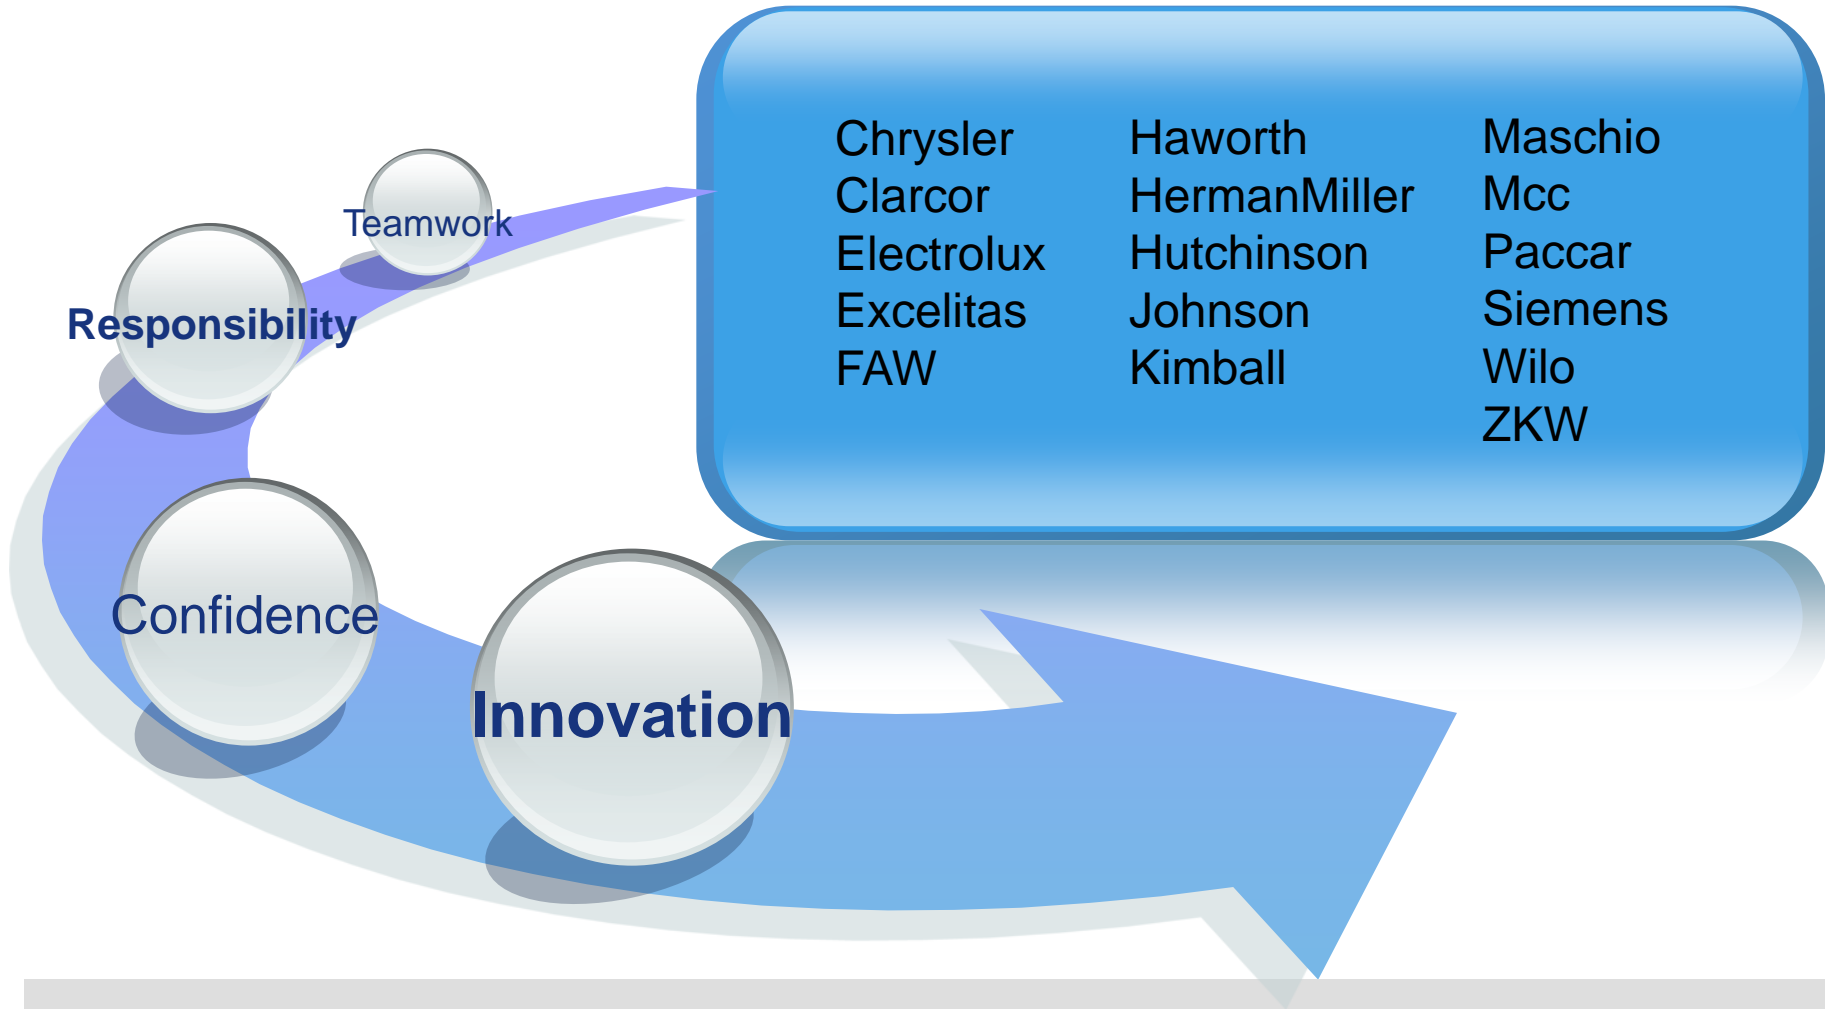 Teamwork
Responsibility
Confidence
Innovation
Chrysler
Clarcor
Electrolux
Excelitas
FAW
Haworth
HermanMiller
Hutchinson
Johnson
Kimball
Maschio
Mcc
Paccar
Siemens
Wilo
ZKW